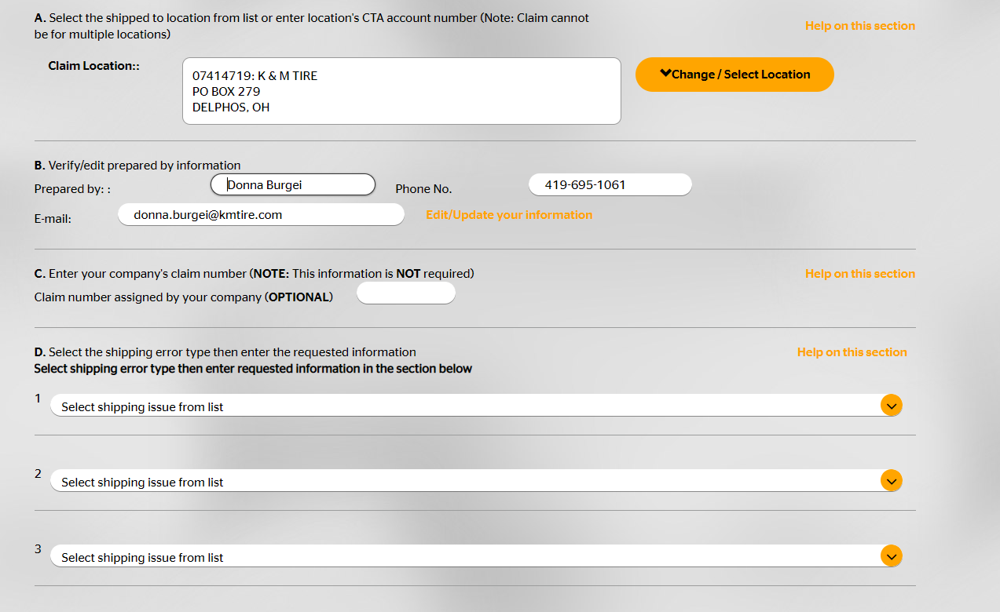 A. Select the shipped to location from list or enter location's CTA account number (Note: Claim cannot
be for multiple locations)
Help on this section
Claim Location::
07414719: K & M TIRE
PO BOX 279
DELPHOS, OH
Change / Select Location
B. Verify/edit prepared by information
Prepared by: :
Donna Burgei
Phone No.
419-695-1061
E-mail:
donna.burgei@kmtire.com
Edit/Update your information
C. Enter your company's claim number (NOTE: This information is NOT required)
Help on this section
Claim number assigned by your company (OPTIONAL)
D. Select the shipping error type then enter the requested information
Help on this section
Select shipping error type then enter requested information in the section below
1
Select shipping issue from list
2
Select shipping issue from list
3
Select shipping issue from list